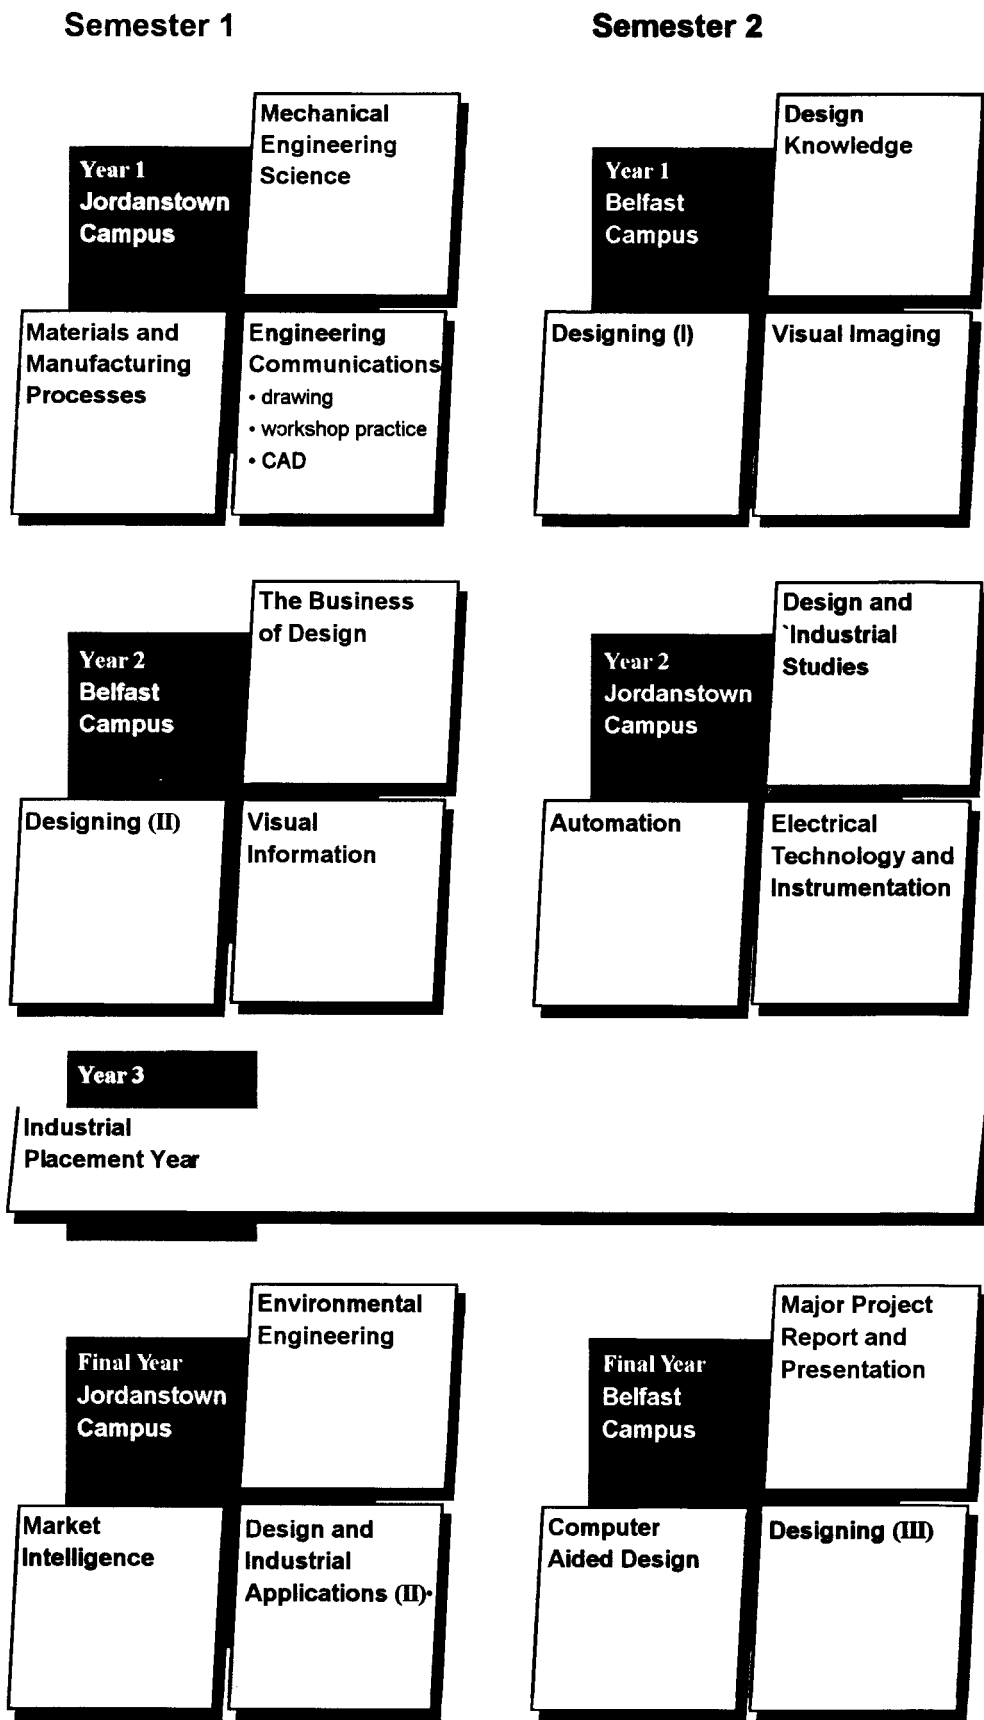 Semester 1
Semester 2
Mechanical
Engineering
Science
Year 1
Jordanstown
Campus
Materials and
Manufacturing
Processes
Engineering
Communications
• drawing
• workshop practice
• CAD
Design
Knowledge
Year 1
Belfast
Campus
Designing (I)
Visual Imaging
The Business
of Design
Year 2
Belfast
Campus
Designing (II)
Visual
Information
Design and
`Industrial
Studies
Year 2
Jordanstown
Campus
Automation
Electrical
Technology and
Instrumentation
Year 3
Industrial
Placement Year
Environmental
Engineering
Final Year
Jordanstown
Campus
Market
Intelligence
Design and
Industrial
Applications (II)·
Major Project
Report and
Presentation
Final Year
Belfast
Campus
Computer
Aided Design
Designing (III)